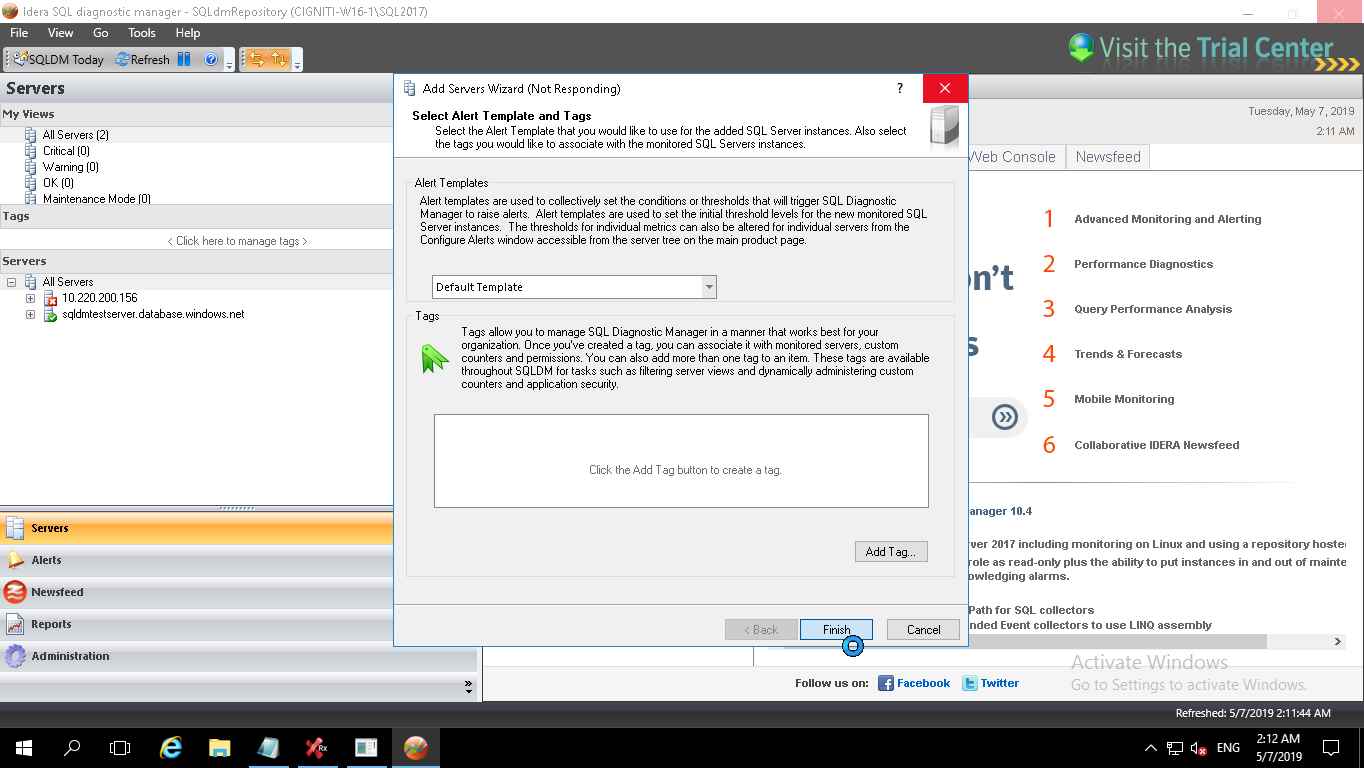 Idera SQL diagnostic manager - SQLdmRepository (CIGNITI-W16-1\SQL2017)
File View Go Tools Help
SQLDM Today Refresh
Visit the Trial Center
Servers
My Views
All Servers (2)
Critical (0)
Warning (0)
OK (0)
Maintenance Mode (0)
Tags
< Click here to manage tags >
Servers
All Servers
10.220.200.156
sqldmtestserver.database.windows.net
Servers
Alerts
Newsfeed
Reports
Administration
Add Servers Wizard (Not Responding)
?
Select Alert Template and Tags
Select the Alert Template that you would like to use for the added SQL Server instances. Also select
the tags you would like to associate with the monitored SQL Servers instances.
Alert Templates
Alert templates are used to collectively set the conditions or thresholds that will trigger SQL Diagnostic
Manager to raise alerts. Alert templates are used to set the initial threshold levels for the new monitored SQL
Server instances. The thresholds for individual metrics can also be altered for individual servers from the
Configure Alerts window accessible from the server tree on the main product page.
Default Template
Tags
Tags allow you to manage SQL Diagnostic Manager in a manner that works best for your
organization. Once you've created a tag, you can associate it with monitored servers, custom
counters and permissions. You can also add more than one tag to an item. These tags are available
throughout SQLDM for tasks such as filtering server views and dynamically administering custom
counters and application security.
Click the Add Tag button to create a tag.
Add Tag...
< Back Finish Cancel
Tuesday, May 7, 2019
2:11 AM
Web Console Newsfeed
n't
s
1 Advanced Monitoring and Alerting
2 Performance Diagnostics
3 Query Performance Analysis
4 Trends & Forecasts
5 Mobile Monitoring
6 Collaborative IDERA Newsfeed
anager 10.4
ver 2017 including monitoring on Linux and using a repository hoste
role as read-only plus the ability to put instances in and out of mainte
owledging alarms.
Path for SQL collectors
nded Event collectors to use LINQ assembly
Activate Windows
Go to Settings to activate Windows.
Follow us on: Facebook Twitter
Refreshed: 5/7/2019 2:11:44 AM
Rx
ENG
2:12 AM
5/7/2019